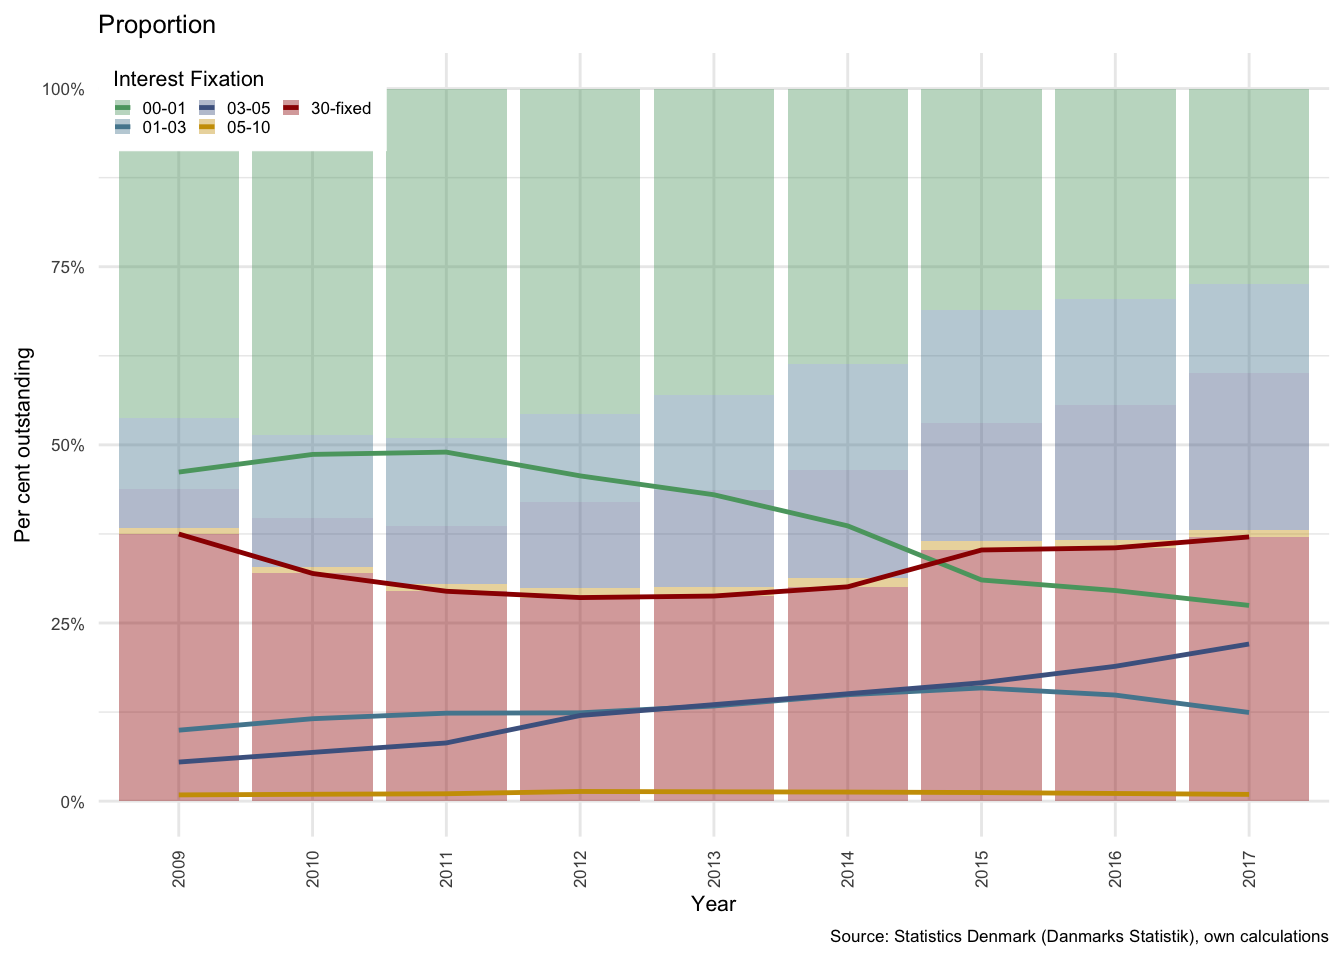 Proportion
Interest Fixation
00-01 03-05 30-fixed
01-03 05-10
100%
75%
50%
25%
0%
Per cent outstanding
2009 2010 2011 2012 2013 2014 2015 2016 2017
Year
Source: Statistics Denmark (Danmarks Statistik), own calculations